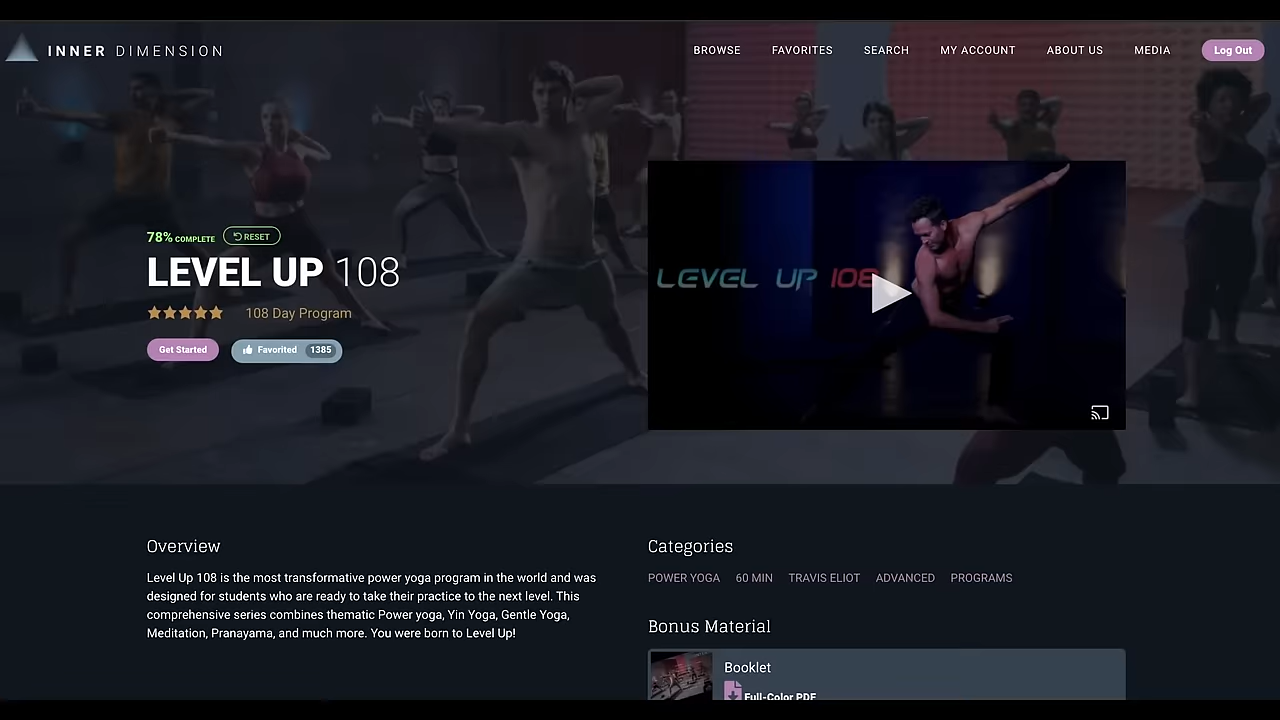 INNER DIMENSION
BROWSE FAVORITES SEARCH MY ACCOUNT ABOUT US MEDIA Log Out
78% COMPLETE RESET
LEVEL UP 108
108 Day Program
Get Started Favorited 1385
LEVEL UP 108
Overview
Level Up 108 is the most transformative power yoga program in the world and was
designed for students who are ready to take their practice to the next level. This
comprehensive series combines thematic Power yoga, Yin Yoga, Gentle Yoga,
Meditation, Pranayama, and much more. You were born to Level Up!
Categories
POWER YOGA 60 MIN TRAVIS ELIOT ADVANCED PROGRAMS
Bonus Material
Booklet
Full-Color PDF